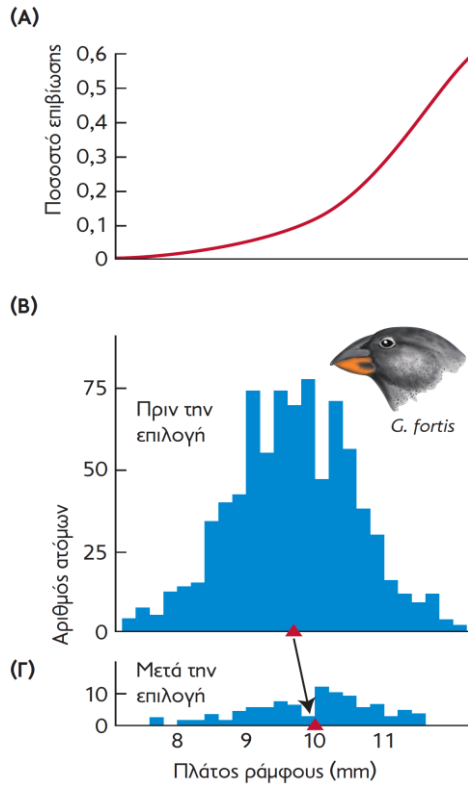 (Α)
Ποσοστό επιβίωσης
0,6
0,5
0,4
0,3
0,2
0,1
0
(Β)
Αριθμός ατόμων
75
50
25
0
Πριν την
επιλογή
G. fortis
(Γ)
Μετά την
επιλογή
10
0
8 9 10 11
Πλάτος ράμφους (mm)